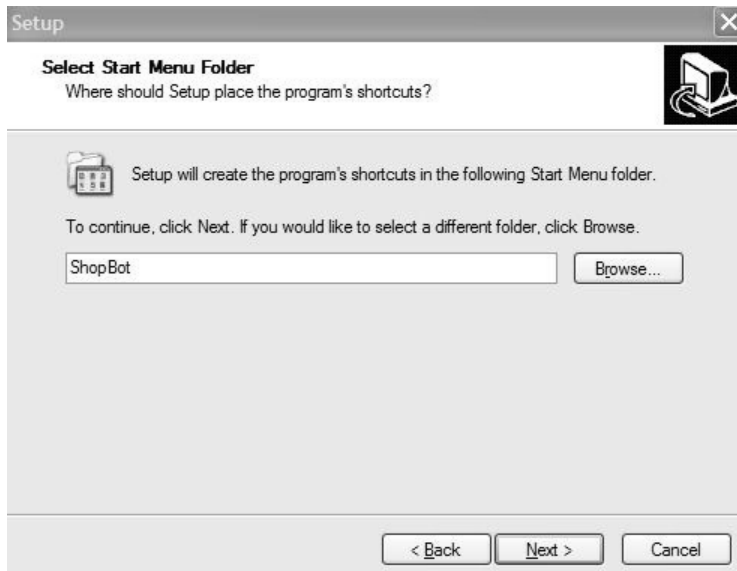 Setup
Select Start Menu Folder
Where should Setup place the program's shortcuts?
Setup will create the program's shortcuts in the following Start Menu folder.
To continue, click Next. If you would like to select a different folder, click Browse.
ShopBot
Browse...
< Back
Next >
Cancel